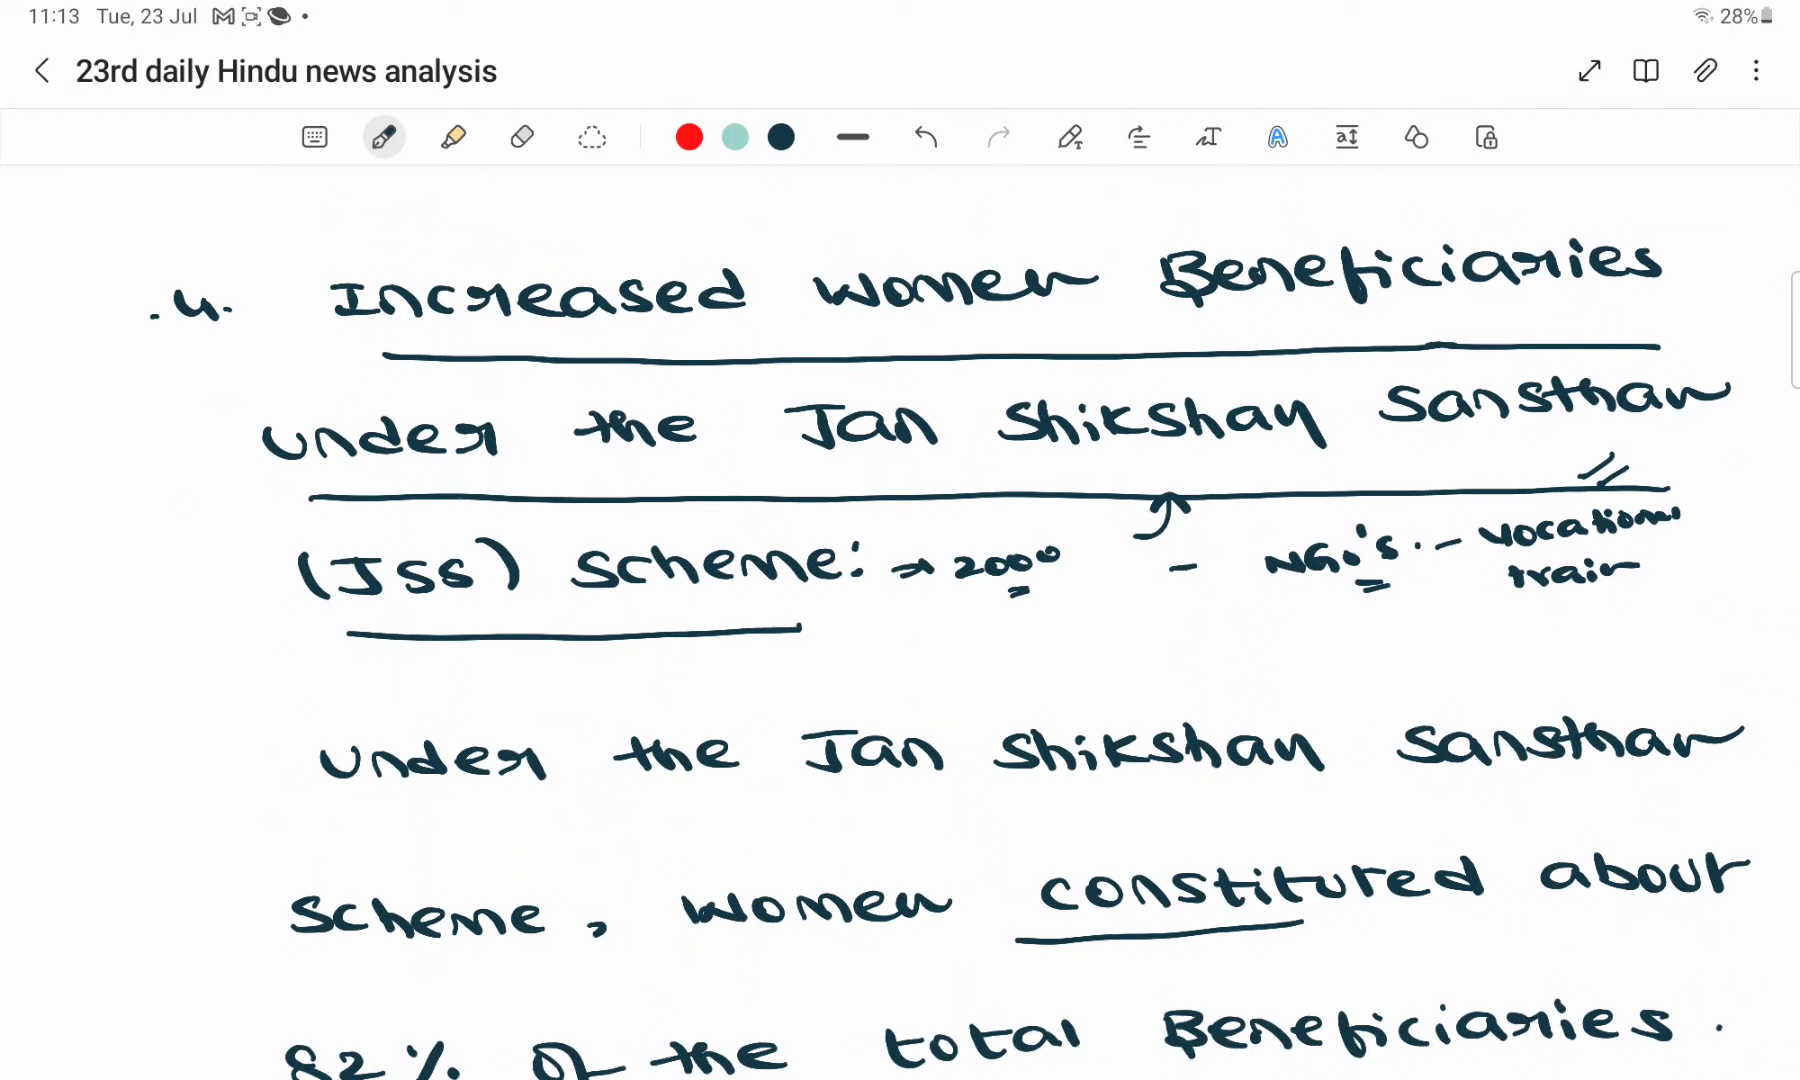 11:13 Tue, 23 Jul
28%
23rd daily Hindu news analysis
.4. Increased women Beneficiaries
under the Jan Shikshan Sansthan
(JSS) scheme: → 2000 - NGO's. - vocational
train
under the Jan Shikshan Sansthan
scheme, women constituted about
82% of the total Beneficiaries.